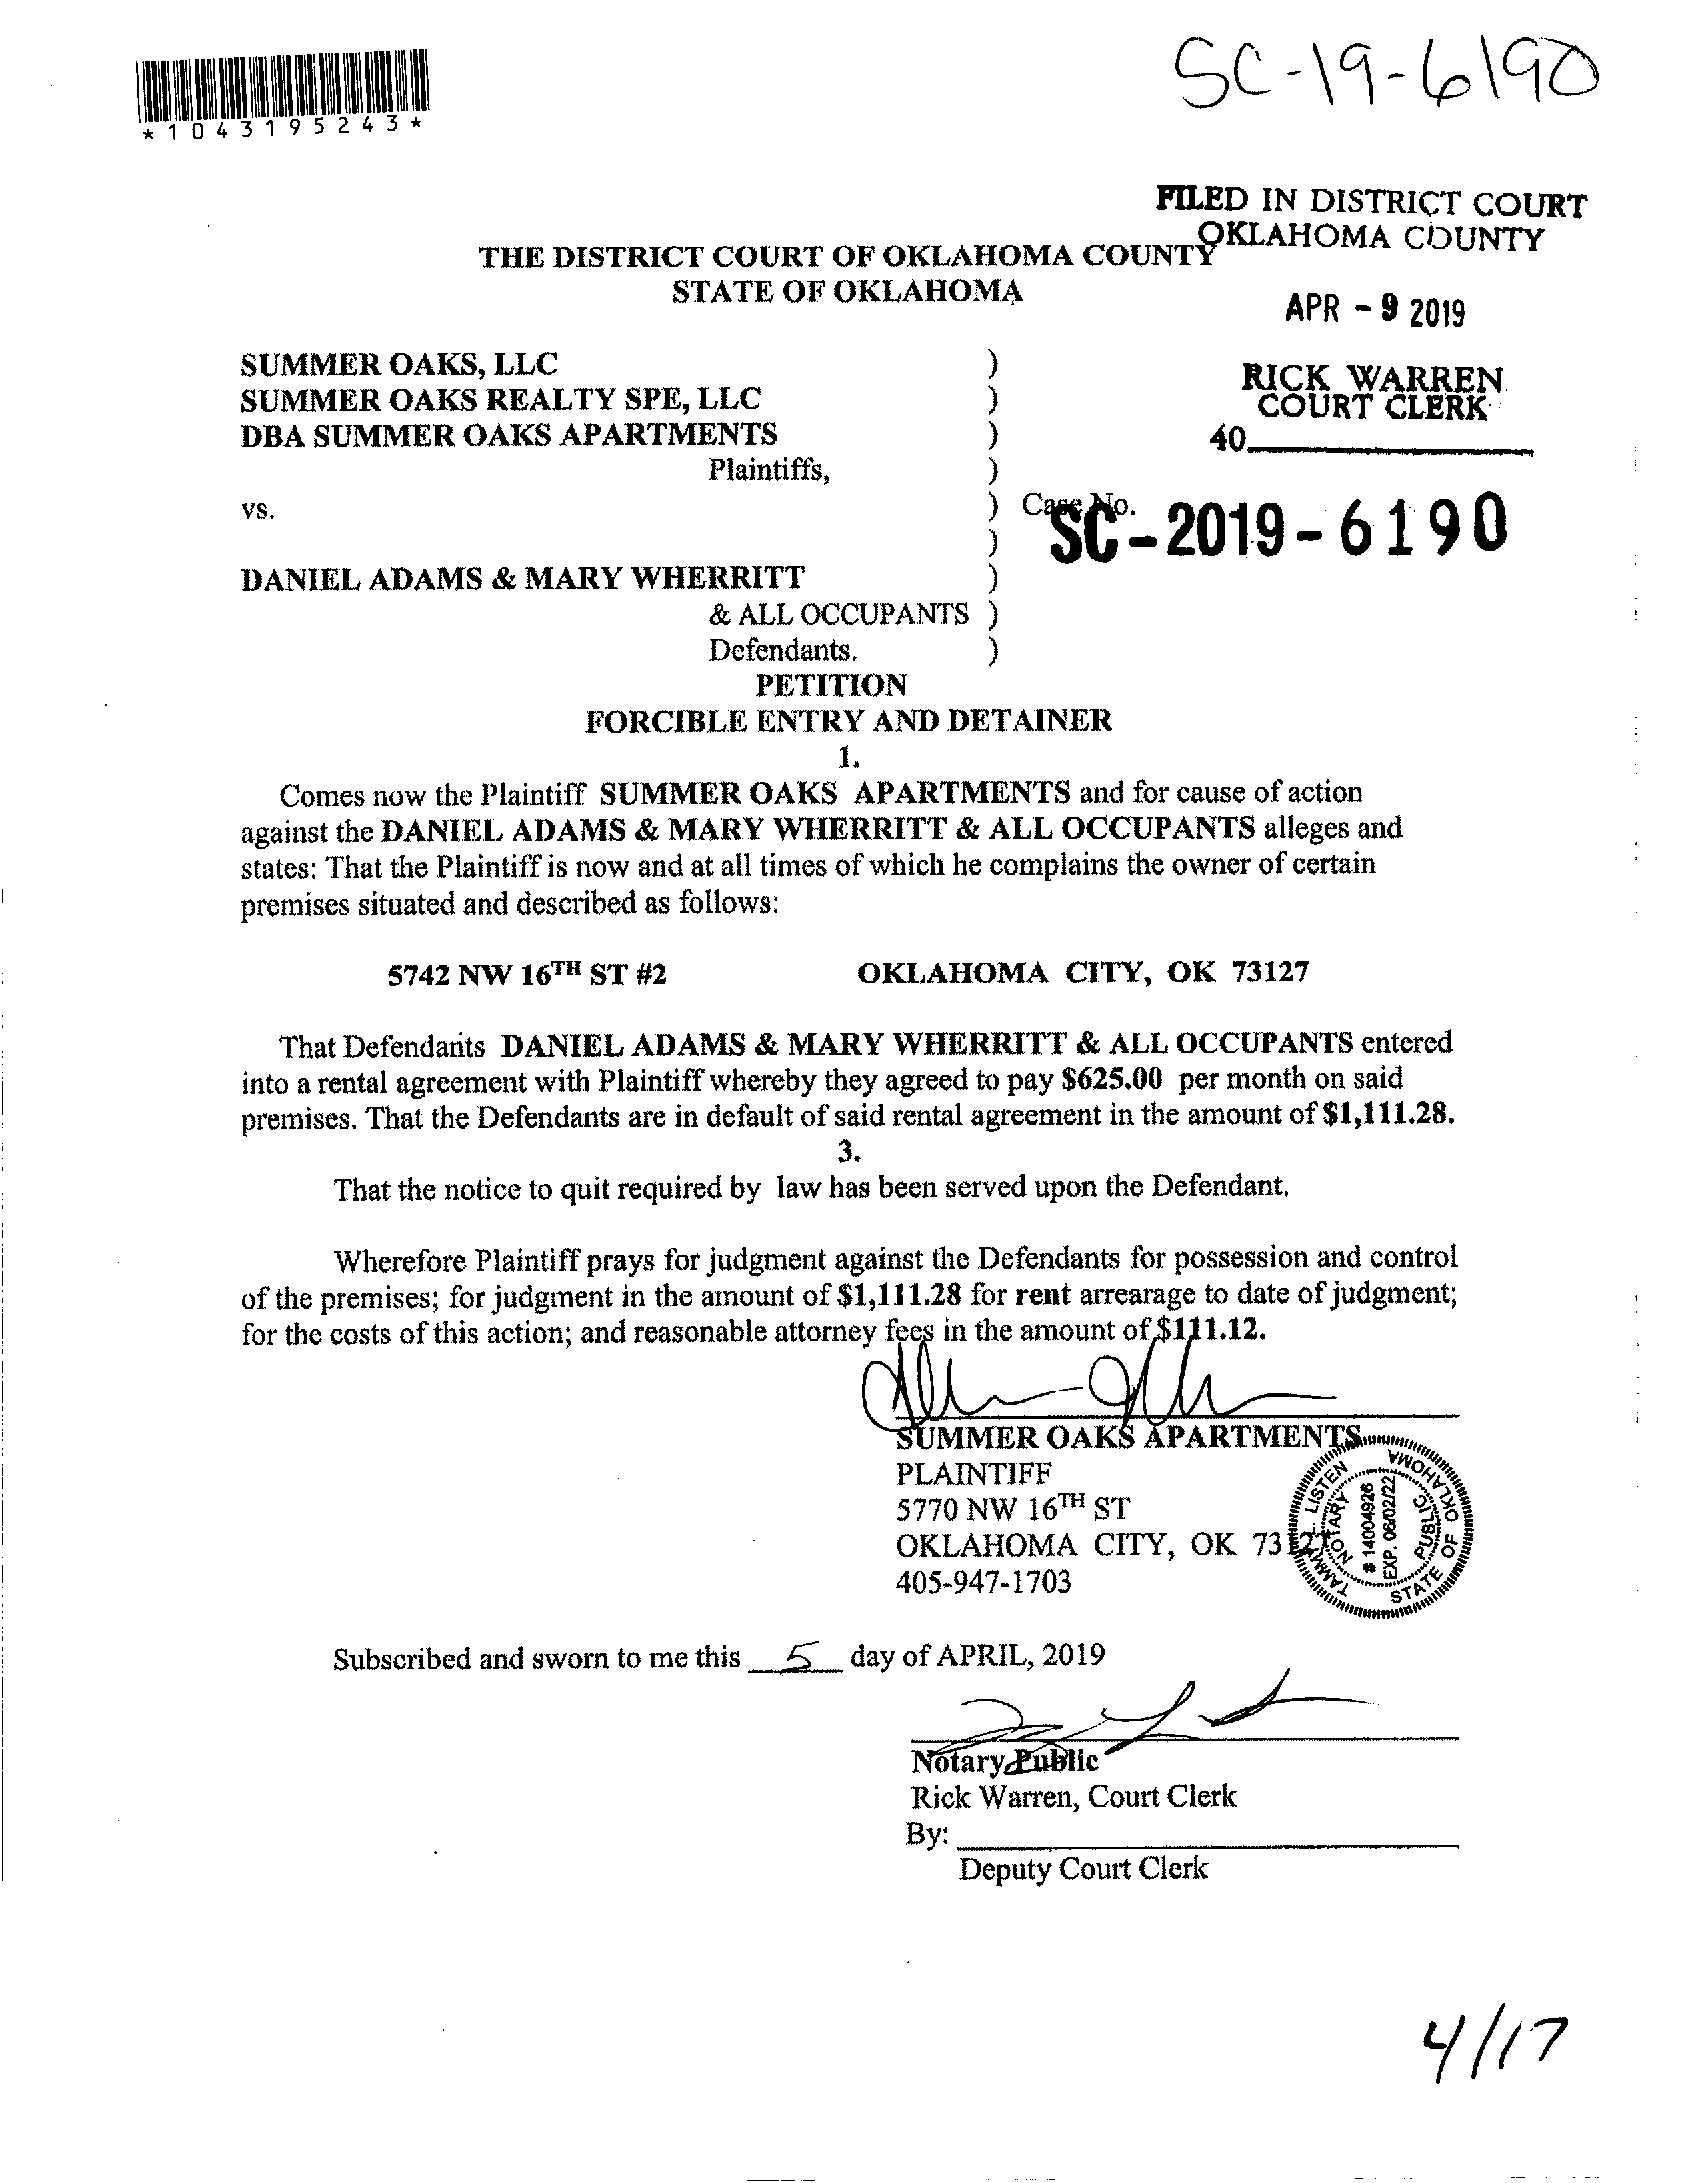 SC-19-6190
*1043195243*
FILED IN DISTRICT COURT
OKLAHOMA COUNTY
THE DISTRICT COURT OF OKLAHOMA COUNTY
STATE OF OKLAHOMA
APR - 9 2019
RICK WARREN
COURT CLERK
40
SUMMER OAKS, LLC )
SUMMER OAKS REALTY SPE, LLC )
DBA SUMMER OAKS APARTMENTS )
Plaintiffs, )
vs. ) Case No.
) SC-2019-6190
DANIEL ADAMS & MARY WHERRITT )
& ALL OCCUPANTS )
Defendants. )
PETITION
FORCIBLE ENTRY AND DETAINER
1.
Comes now the Plaintiff SUMMER OAKS APARTMENTS and for cause of action
against the DANIEL ADAMS & MARY WHERRITT & ALL OCCUPANTS alleges and
states: That the Plaintiff is now and at all times of which he complains the owner of certain
premises situated and described as follows:
5742 NW 16TH ST #2 OKLAHOMA CITY, OK 73127
That Defendants DANIEL ADAMS & MARY WHERRITT & ALL OCCUPANTS entered
into a rental agreement with Plaintiff whereby they agreed to pay $625.00 per month on said
premises. That the Defendants are in default of said rental agreement in the amount of $1,111.28.
3.
That the notice to quit required by law has been served upon the Defendant.
Wherefore Plaintiff prays for judgment against the Defendants for possession and control
of the premises; for judgment in the amount of $1,111.28 for rent arrearage to date of judgment;
for the costs of this action; and reasonable attorney fees in the amount of $111.12.
SUMMER OAKS APARTMENTS
PLAINTIFF
5770 NW 16TH ST
OKLAHOMA CITY, OK 73127
405-947-1703
TAMMY LISTEN
NOTARY PUBLIC
# 14004926
EXP. 06/02/22
STATE OF OKLAHOMA
Subscribed and sworn to me this 5 day of APRIL, 2019
Notary Public
Rick Warren, Court Clerk
By:
Deputy Court Clerk
4/17